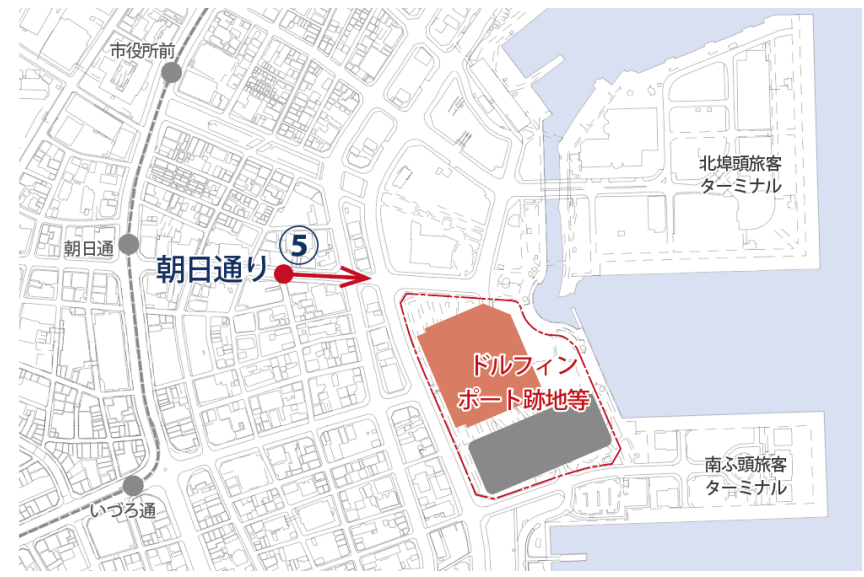 市役所前
北埠頭旅客
ターミナル
朝日通
⑤
朝日通り
ドルフィン
ポート跡地等
南ふ頭旅客
ターミナル
いづろ通